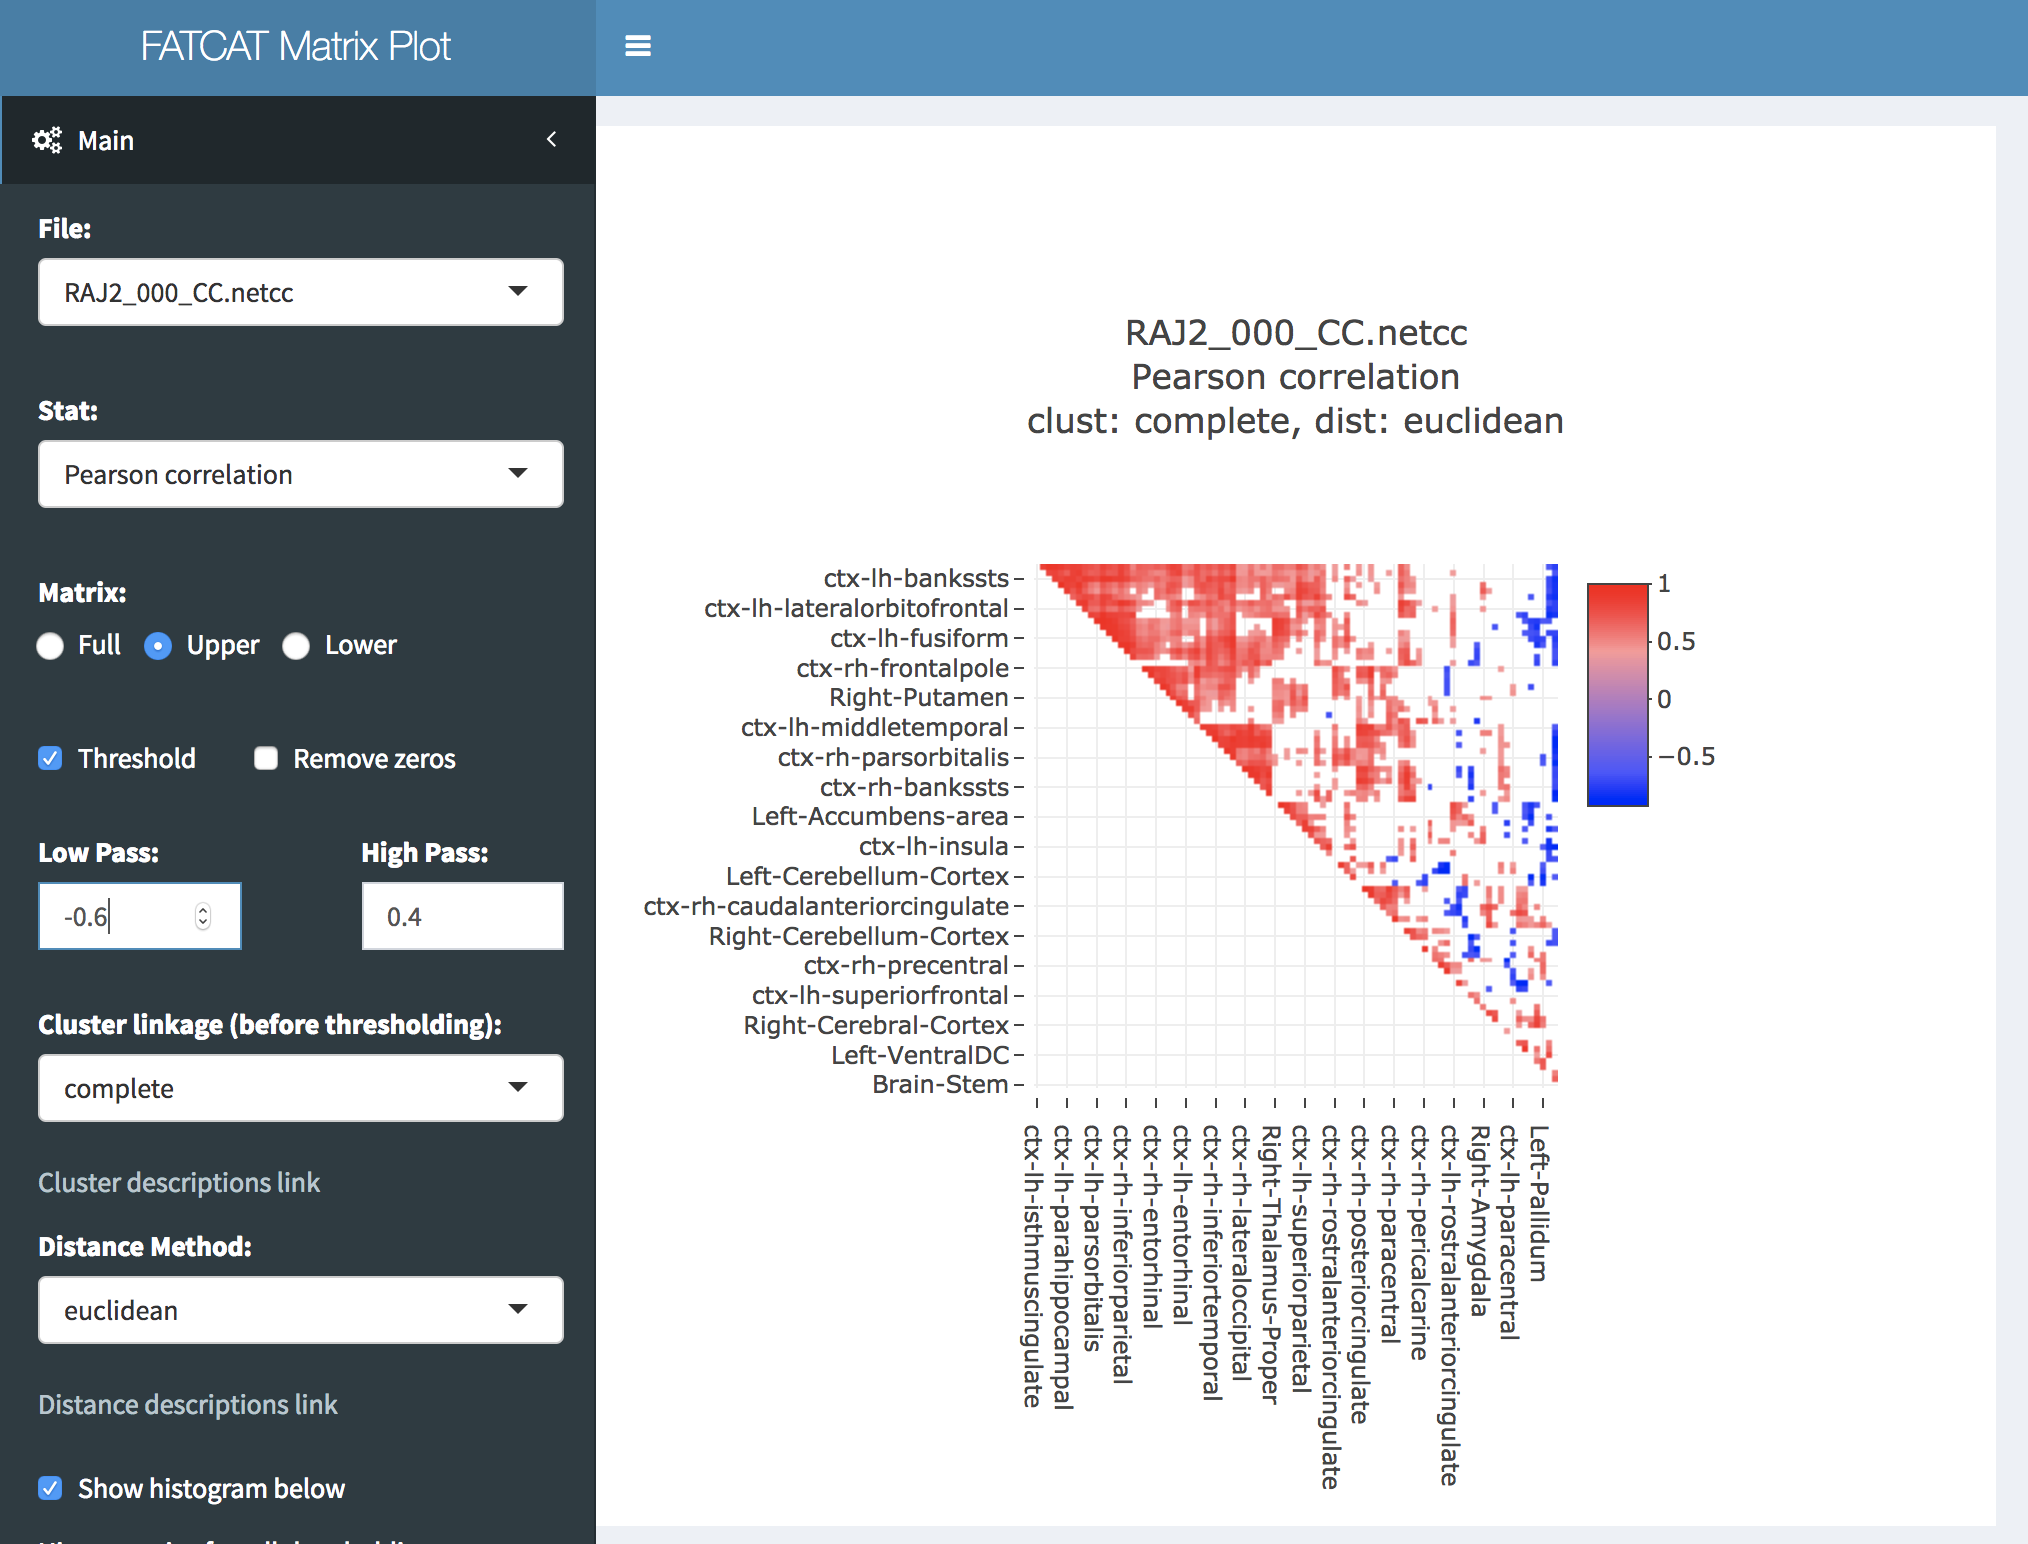 FATCAT Matrix Plot
Main
File:
RAJ2_000_CC.netcc
Stat:
Pearson correlation
Matrix:
Full Upper Lower
Threshold Remove zeros
Low Pass: High Pass:
-0.6 0.4
Cluster linkage (before thresholding):
complete
Cluster descriptions link
Distance Method:
euclidean
Distance descriptions link
Show histogram below
RAJ2_000_CC.netcc
Pearson correlation
clust: complete, dist: euclidean
ctx-lh-bankssts
ctx-lh-lateralorbitofrontal
ctx-lh-fusiform
ctx-rh-frontalpole
Right-Putamen
ctx-lh-middletemporal
ctx-rh-parsorbitalis
ctx-rh-bankssts
Left-Accumbens-area
ctx-lh-insula
Left-Cerebellum-Cortex
ctx-rh-caudalanteriorcingulate
Right-Cerebellum-Cortex
ctx-rh-precentral
ctx-lh-superiorfrontal
Right-Cerebral-Cortex
Left-VentralDC
Brain-Stem
1
0.5
0
−0.5
ctx-lh-isthmuscingulate
ctx-lh-parahippocampal
ctx-lh-parsorbitalis
ctx-rh-inferiorparietal
ctx-rh-entorhinal
ctx-lh-entorhinal
ctx-rh-inferiortemporal
ctx-rh-lateraloccipital
Right-Thalamus-Proper
ctx-lh-superiorparietal
ctx-rh-rostralanteriorcingulate
ctx-rh-posteriorcingulate
ctx-rh-paracentral
ctx-rh-pericalcarine
ctx-lh-rostralanteriorcingulate
Right-Amygdala
ctx-lh-paracentral
Left-Pallidum